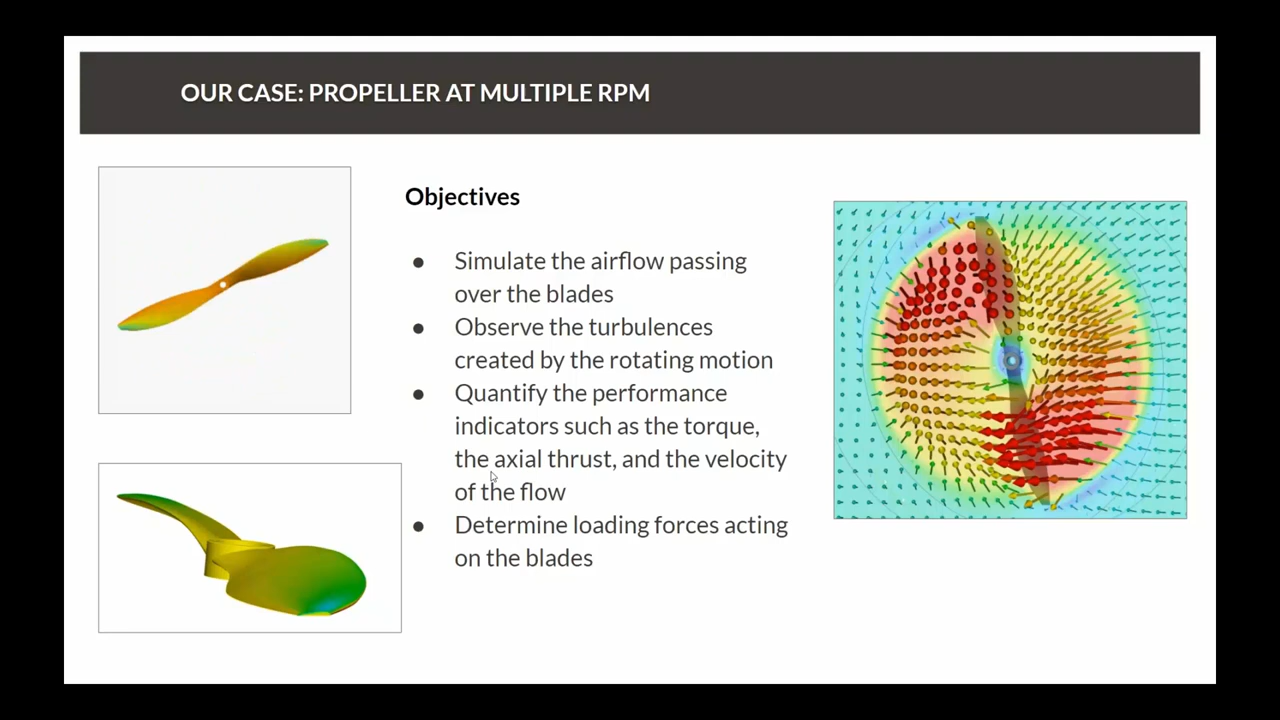 OUR CASE: PROPELLER AT MULTIPLE RPM
Objectives
● Simulate the airflow passing
over the blades
● Observe the turbulences
created by the rotating motion
● Quantify the performance
indicators such as the torque,
the axial thrust, and the velocity
of the flow
● Determine loading forces acting
on the blades